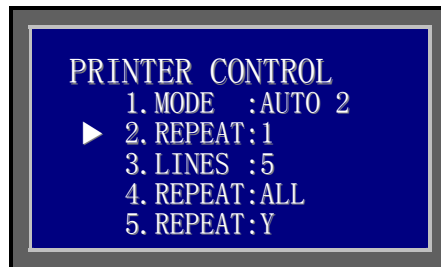 PRINTER CONTROL
1. MODE :AUTO 2
▶ 2. REPEAT:1
3. LINES :5
4. REPEAT:ALL
5. REPEAT:Y